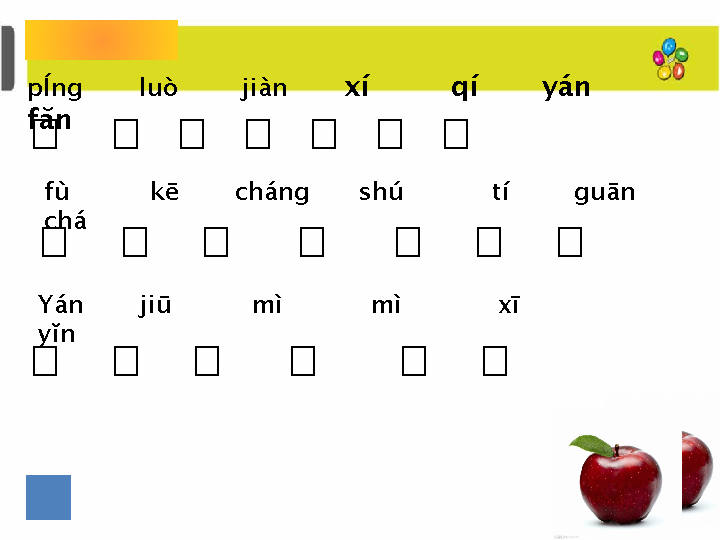 pǏng luò jiàn xí qí yán
fǎn
□ □ □ □ □ □ □
fù kē cháng shú tí guān
chá
□ □ □ □ □ □ □
Yán jiū mì mì xī
yǐn
□ □ □ □ □ □